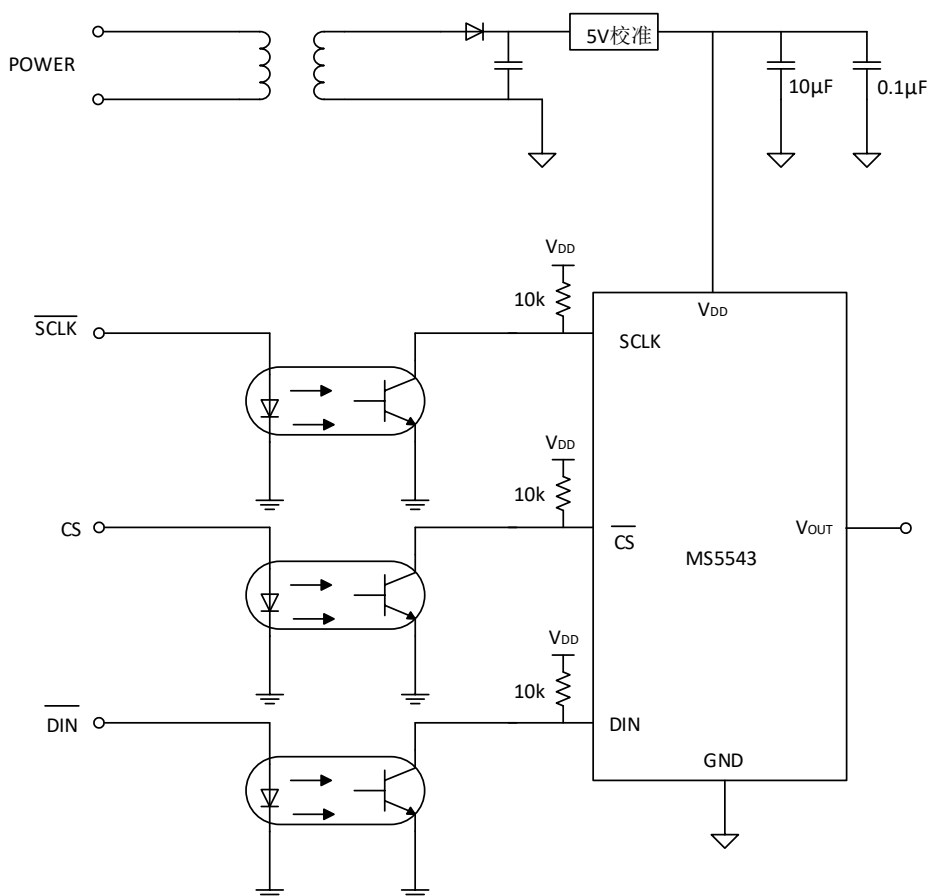 5V校准
POWER
10μF
0.1μF
VDD
10k
VDD
SCLK
SCLK
VDD
10k
CS
CS
VOUT
MS5543
VDD
10k
DIN
DIN
GND